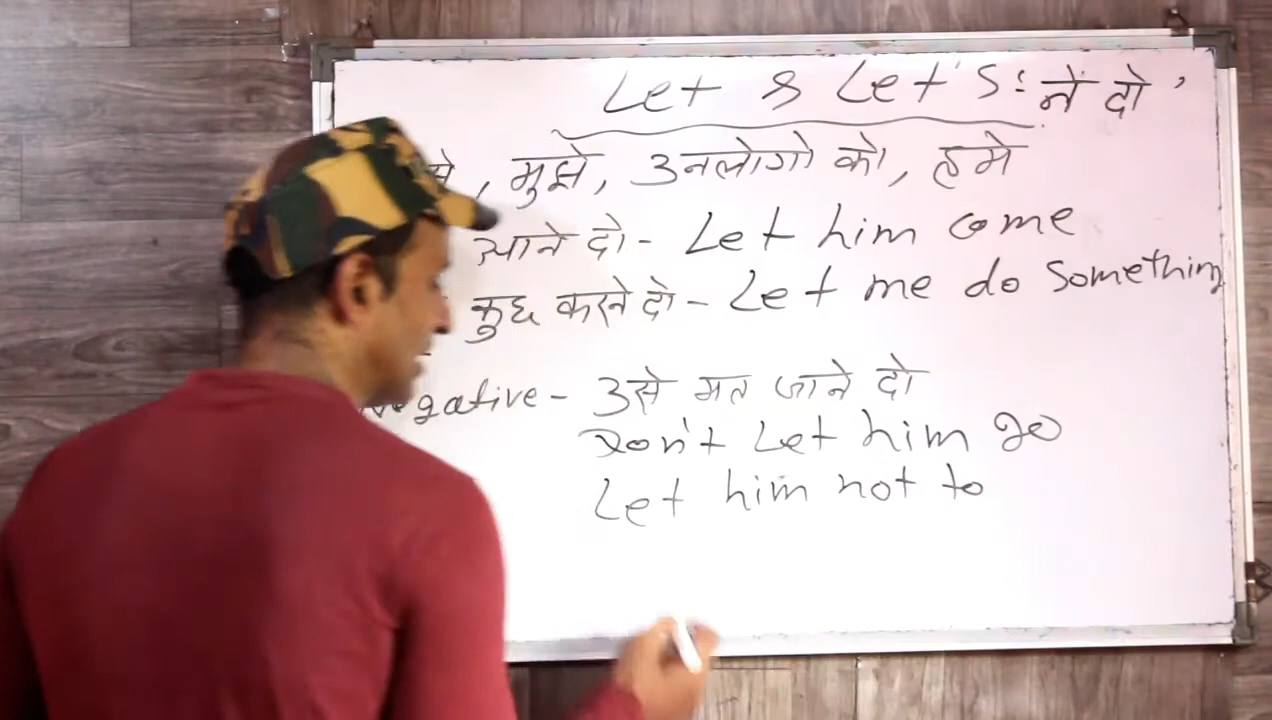 Let & Let's : ने दो '
, मुझे, उनलोगो को, हमे
आने दो - Let him come
कुछ करने दो - Let me do something
Negative - उसे मत जाने दो
Don't Let him go
Let him not to